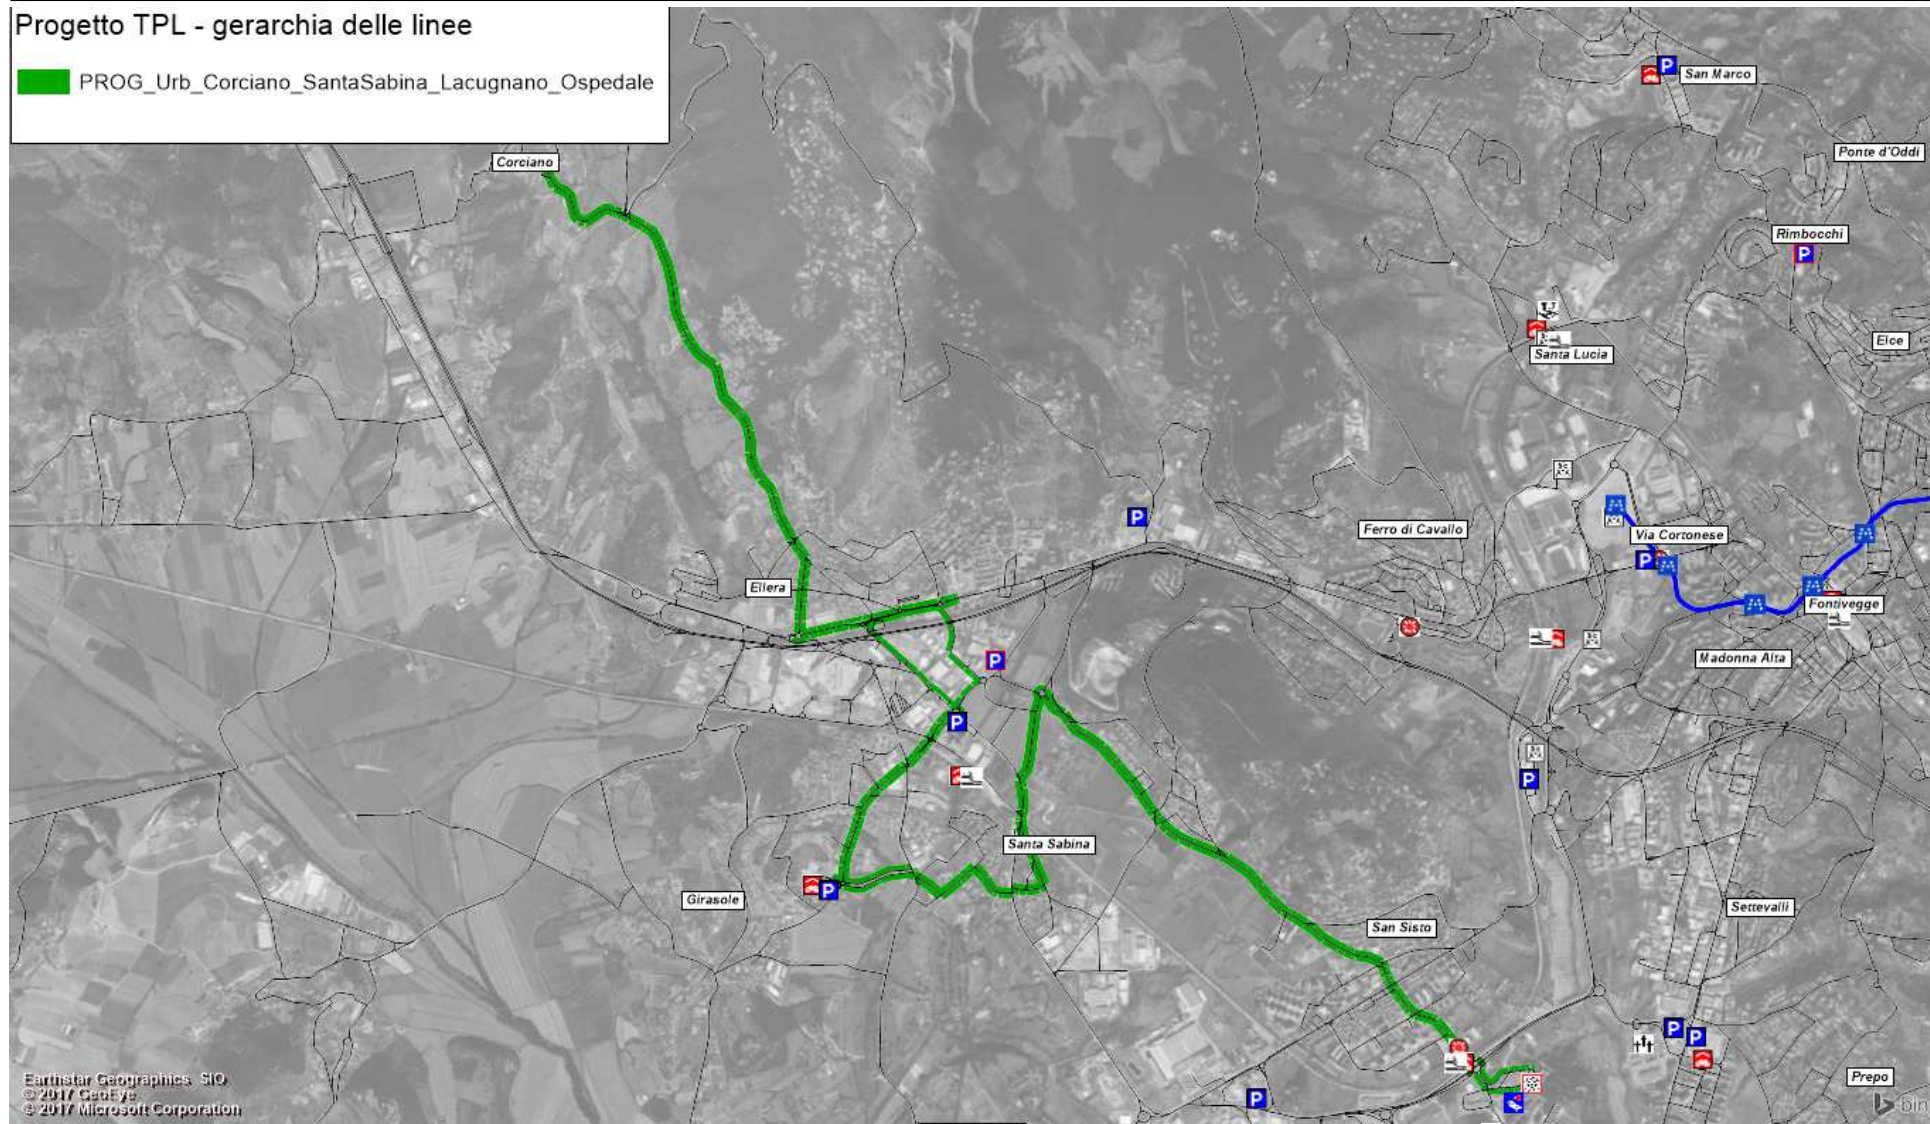 Progetto TPL - gerarchia delle linee
PROG_Urb_Corciano_SantaSabina_Lacugnano_Ospedale
P
San Marco
Ponte d'Oddi
Corciano
Rimbocchi
P
Elce
Santa Lucia
P
Ferro di Cavallo
Via Cortonese
P
Ellera
Fontivegge
P
Madonna Alta
P
P
Santa Sabina
P
Girasole
Settevalli
San Sisto
P
P
Prepo
P
Earthstar Geographics SIO
© 2017 GeoEye
© 2017 Microsoft Corporation
bin